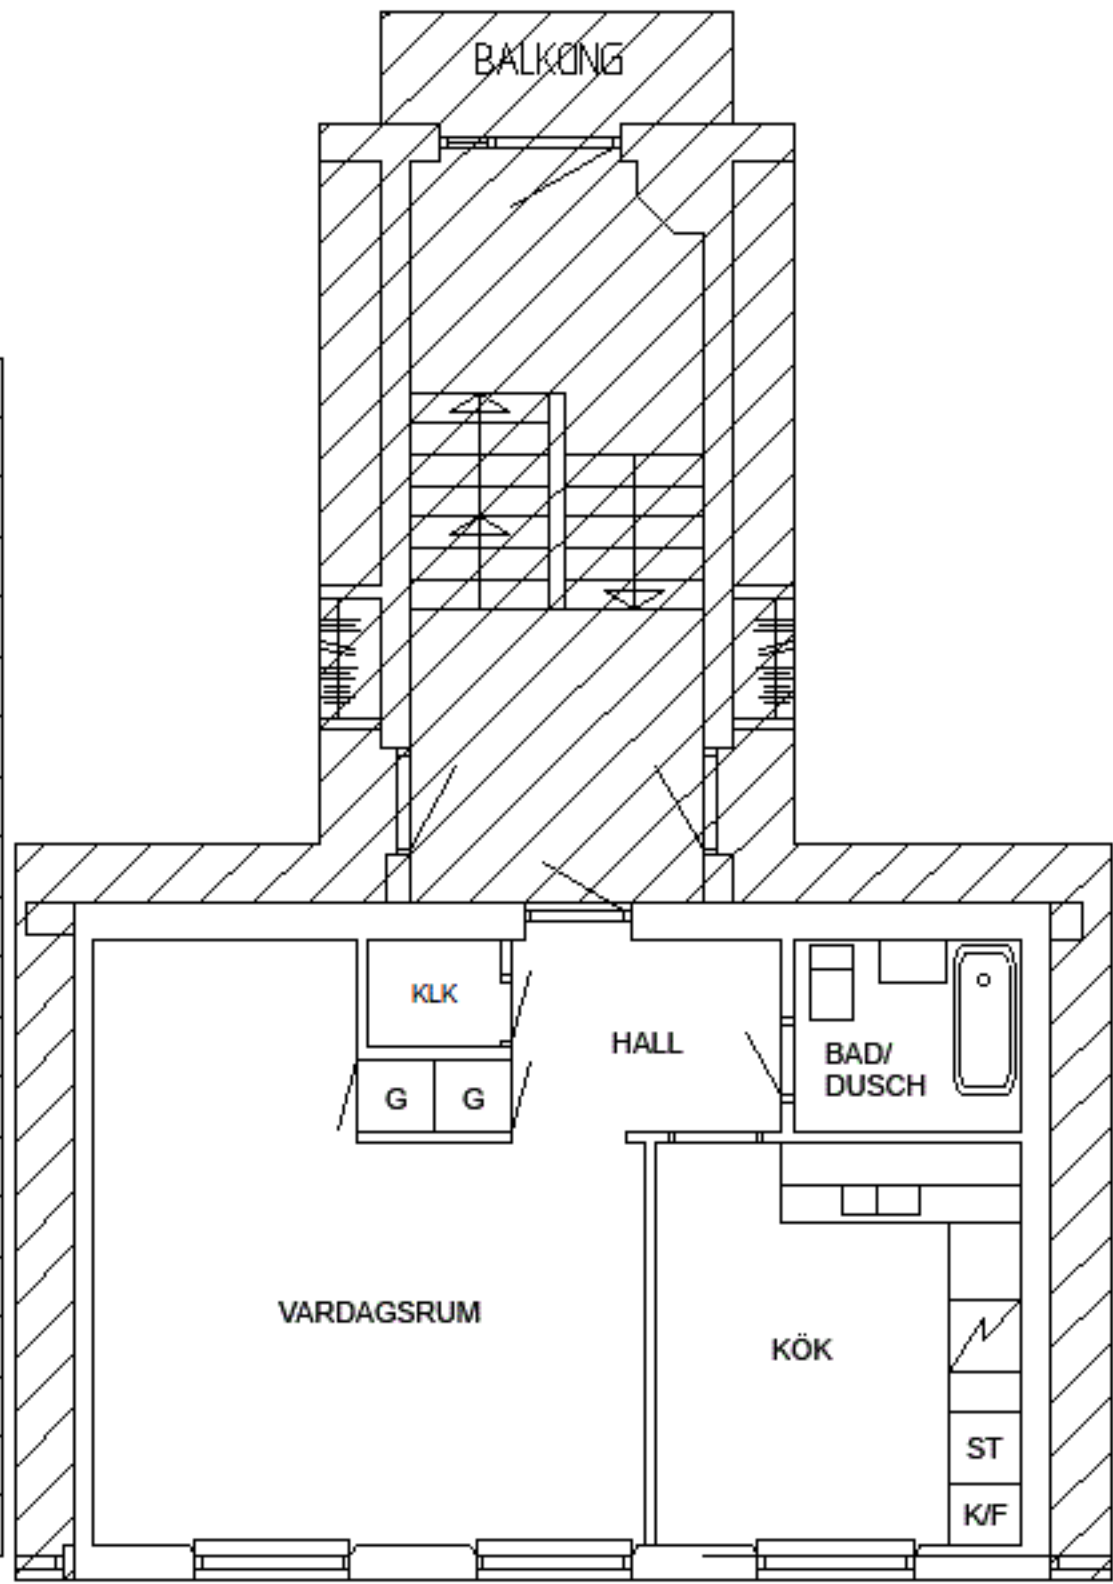 BALKONG
KLK
HALL
BAD/
DUSCH
G
G
VARDAGSRUM
KÖK
ST
K/F